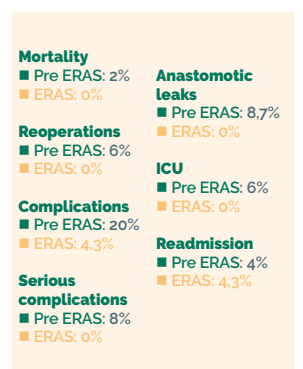 Mortality
Pre ERAS: 2%
ERAS: 0%
Reoperations
Pre ERAS: 6%
ERAS: 0%
Complications
Pre ERAS: 20%
ERAS: 4,3%
Serious
complications
Pre ERAS: 8%
ERAS: 0%
Anastomotic
leaks
Pre ERAS: 8,7%
ERAS: 0%
ICU
Pre ERAS: 6%
ERAS: 0%
Readmission
Pre ERAS: 4%
ERAS: 4,3%